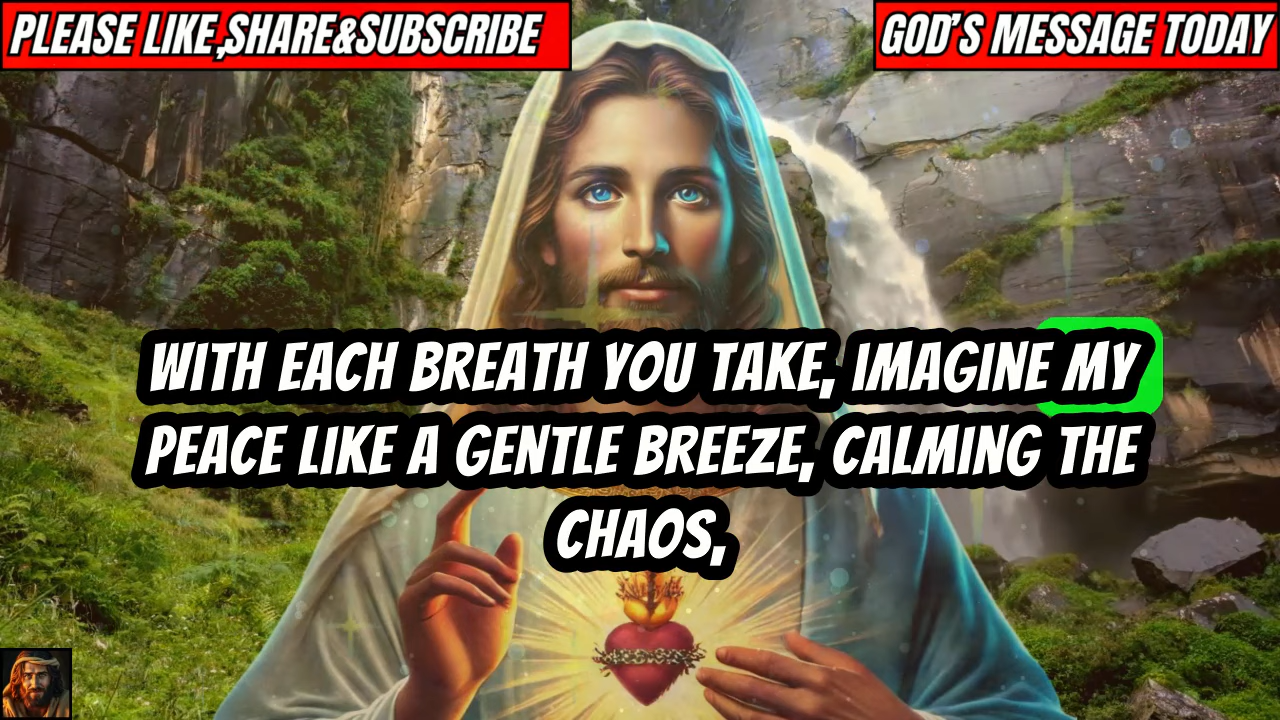 PLEASE LIKE,SHARE&SUBSCRIBE
GOD'S MESSAGE TODAY
WITH EACH BREATH YOU TAKE, IMAGINE MY
PEACE LIKE A GENTLE BREEZE, CALMING THE
CHAOS,